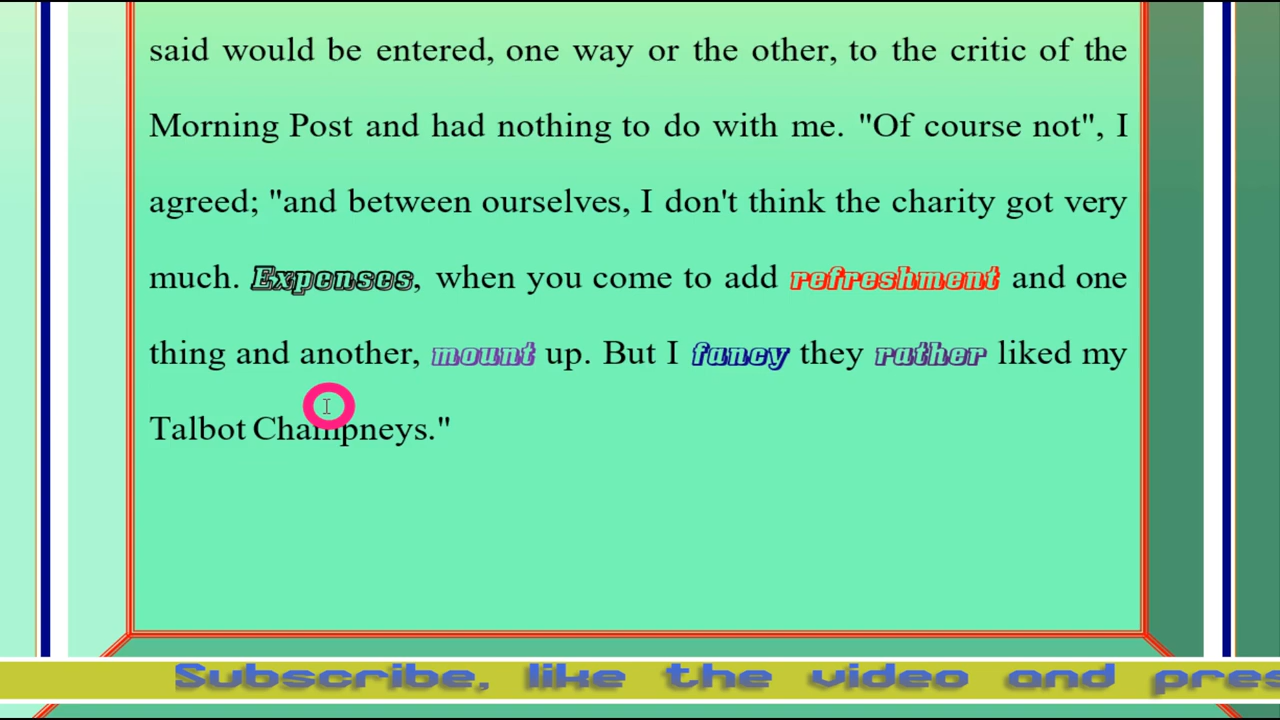 said would be entered, one way or the other, to the critic of the
Morning Post and had nothing to do with me. "Of course not", I
agreed; "and between ourselves, I don't think the charity got very
much. Expenses, when you come to add refreshment and one
thing and another, mount up. But I fancy they rather liked my
Talbot Champneys."
Subscribe, like the video and pres